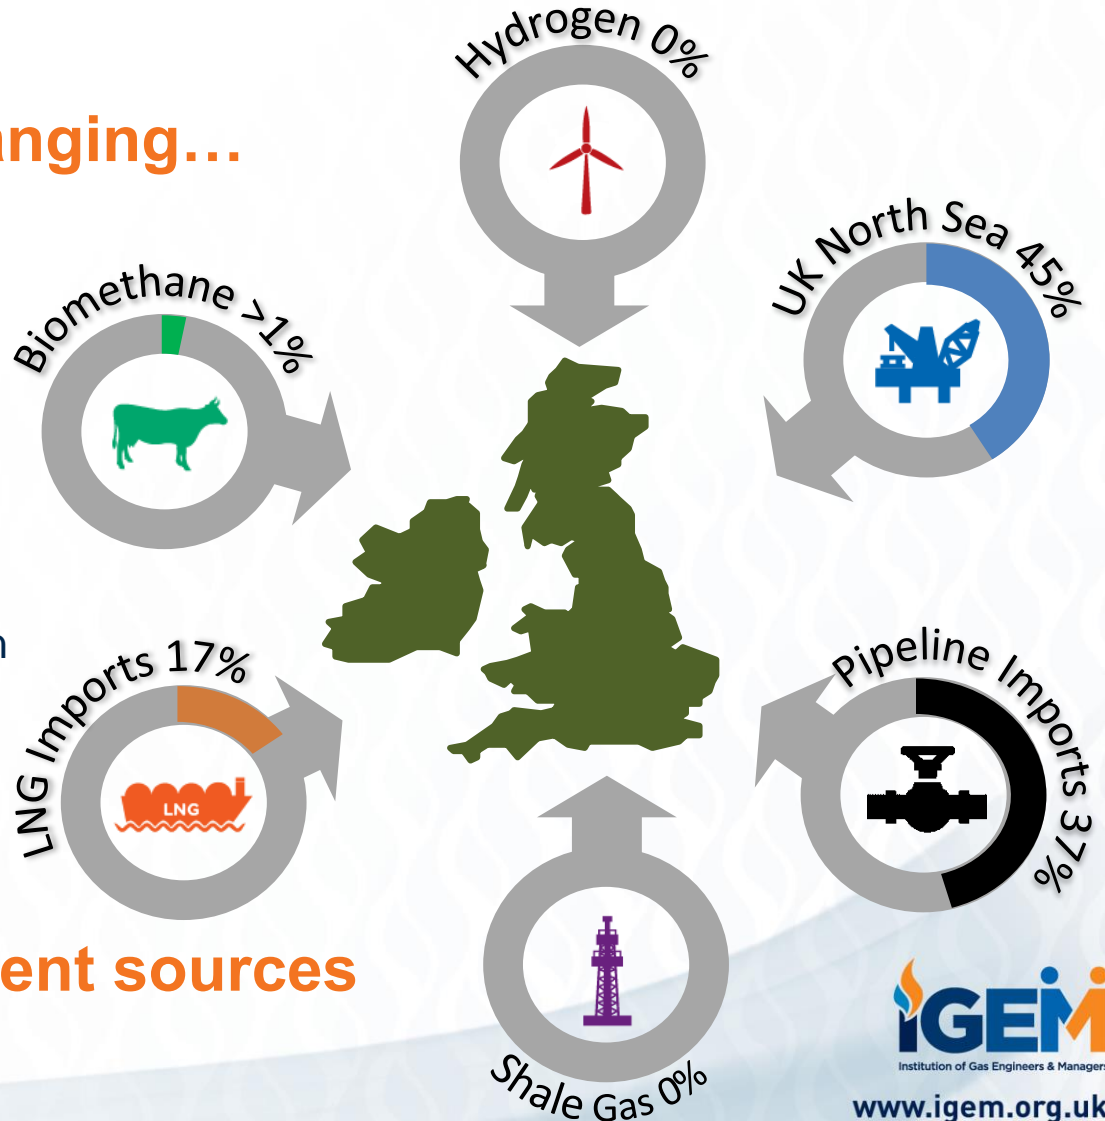 Hydrogen 0%
anging…
UK North Sea 45%
Biomethane >1%
LNG Imports 17%
LNG
Pipeline Imports 37%
ent sources
Shale Gas 0%
IGEM
Institution of Gas Engineers & Managers
www.igem.org.uk